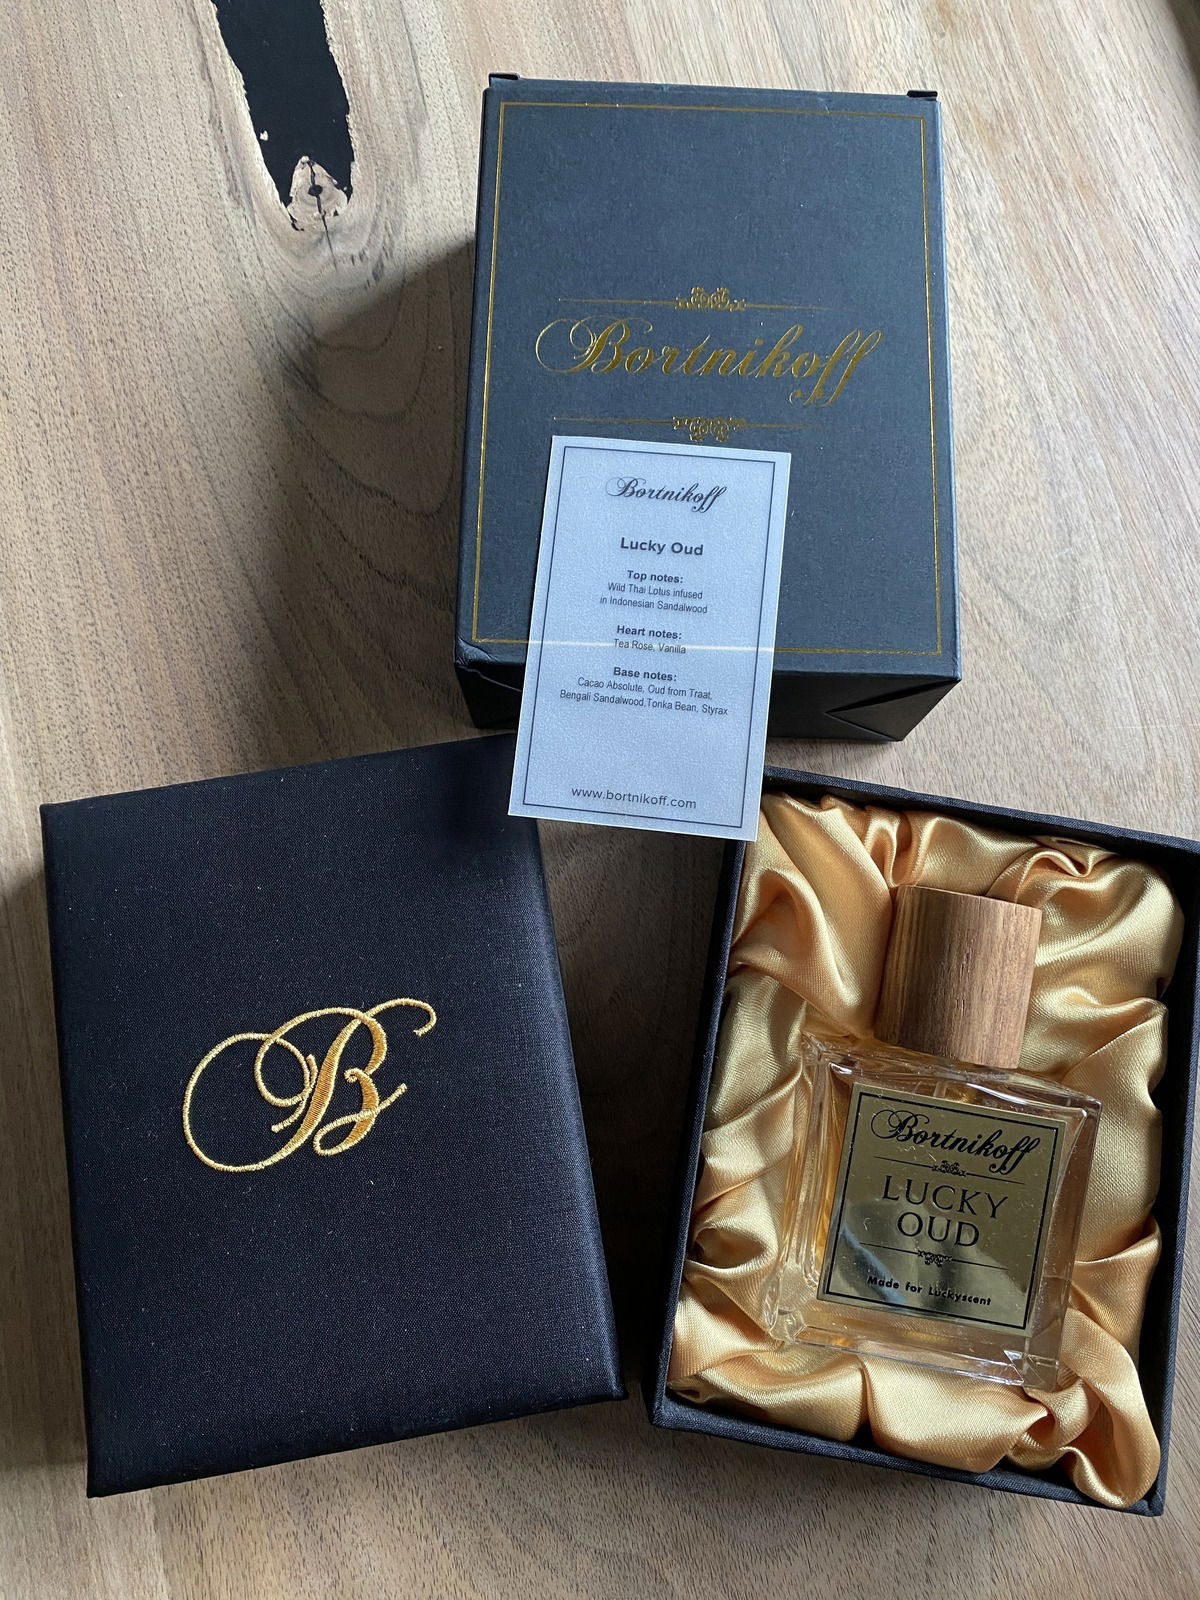 Bortnikoff
Bortnikoff
Lucky Oud
Top notes:
Wild Thai Lotus infused
in Indonesian Sandalwood
Heart notes:
Tea Rose, Vanilla
Base notes:
Cacao Absolute, Oud from Traat,
Bengali Sandalwood,Tonka Bean, Styrax
www.bortnikoff.com
B
Bortnikoff
LUCKY
OUD
Made for Luckyscent